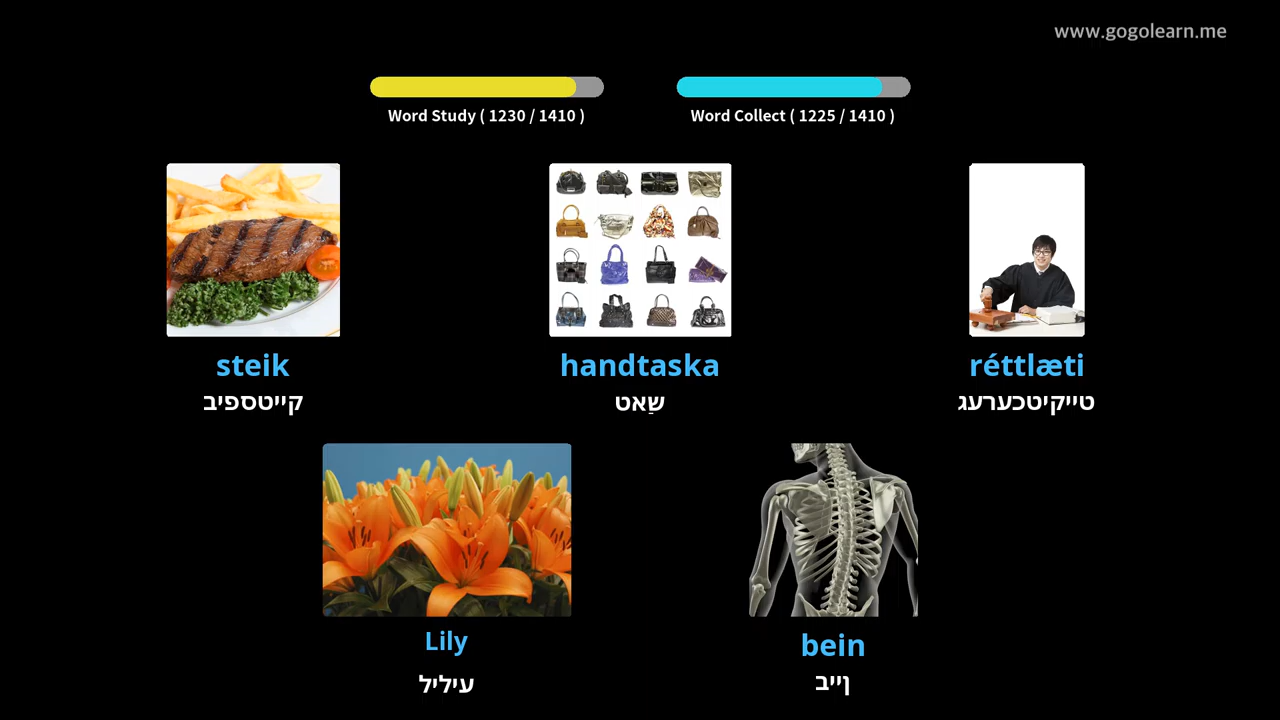 www.gogolearn.me
Word Study ( 1230 / 1410 )
Word Collect ( 1225 / 1410 )
steik
קייטספיב
handtaska
שַאט
réttlæti
טייקיטכערעג
Lily
עיליל
bein
ןייב